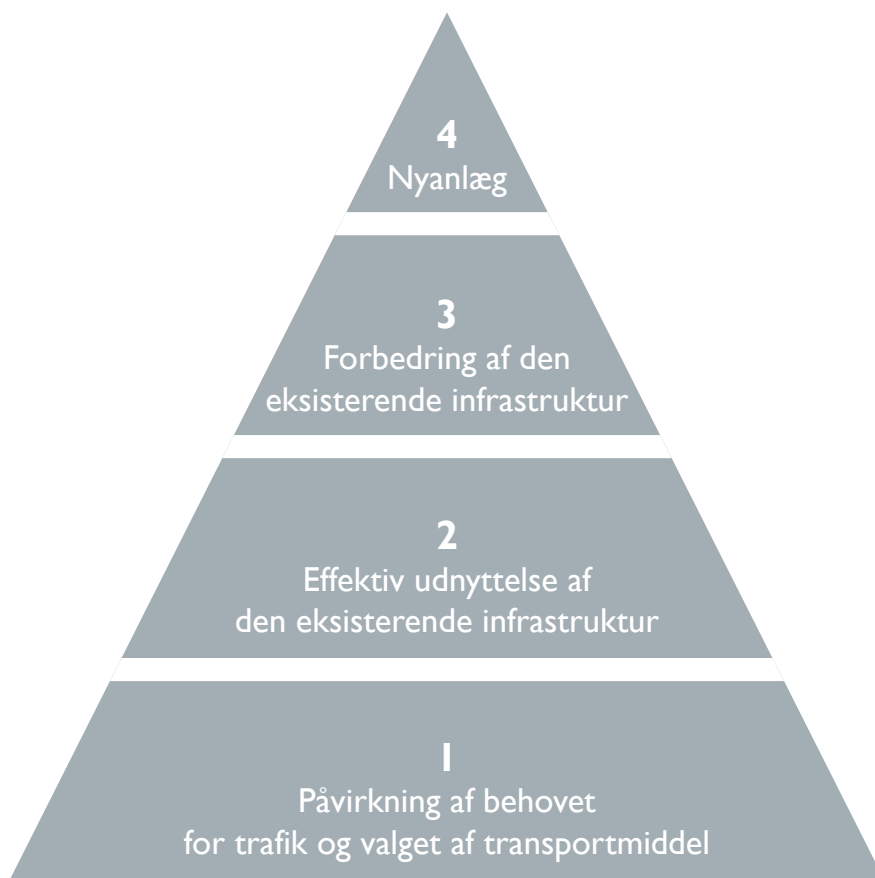 4
Nyanlæg
3
Forbedring af den
eksisterende infrastruktur
2
Effektiv udnyttelse af
den eksisterende infrastruktur
1
Påvirkning af behovet
for trafik og valget af transportmiddel